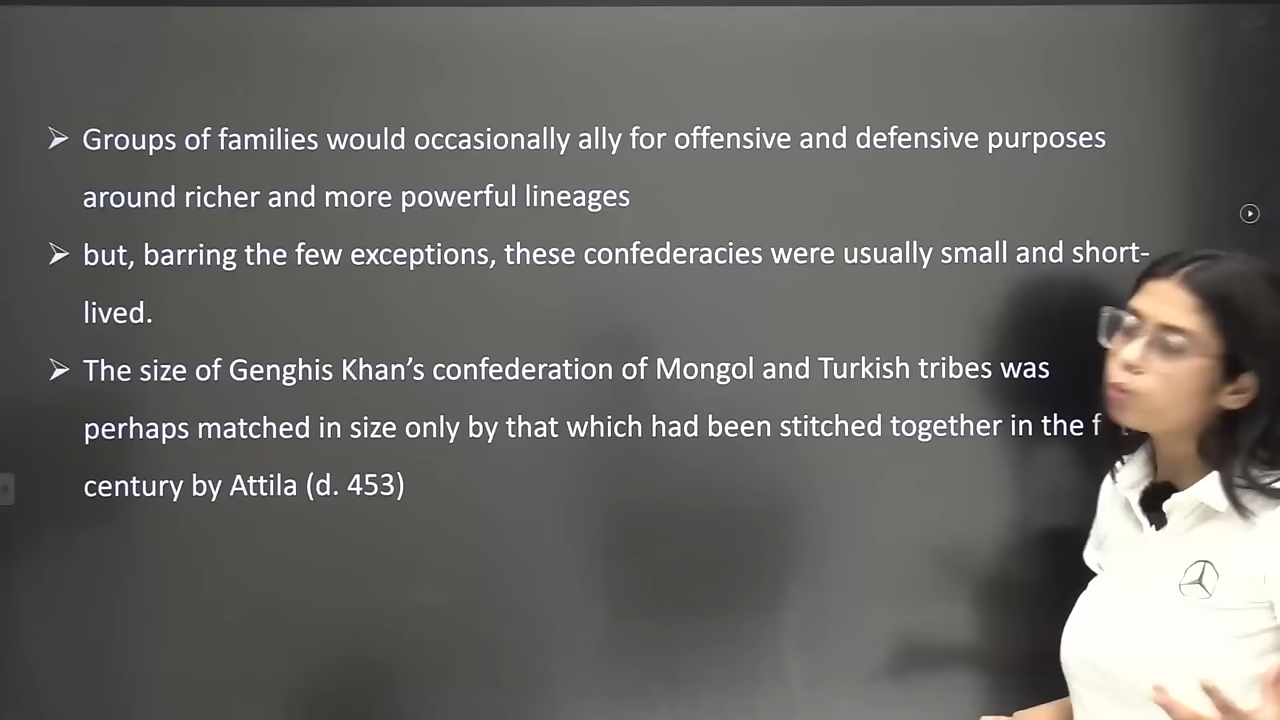 ➢ Groups of families would occasionally ally for offensive and defensive purposes
around richer and more powerful lineages
➢ but, barring the few exceptions, these confederacies were usually small and short-
lived.
➢ The size of Genghis Khan’s confederation of Mongol and Turkish tribes was
perhaps matched in size only by that which had been stitched together in the
century by Attila (d. 453)